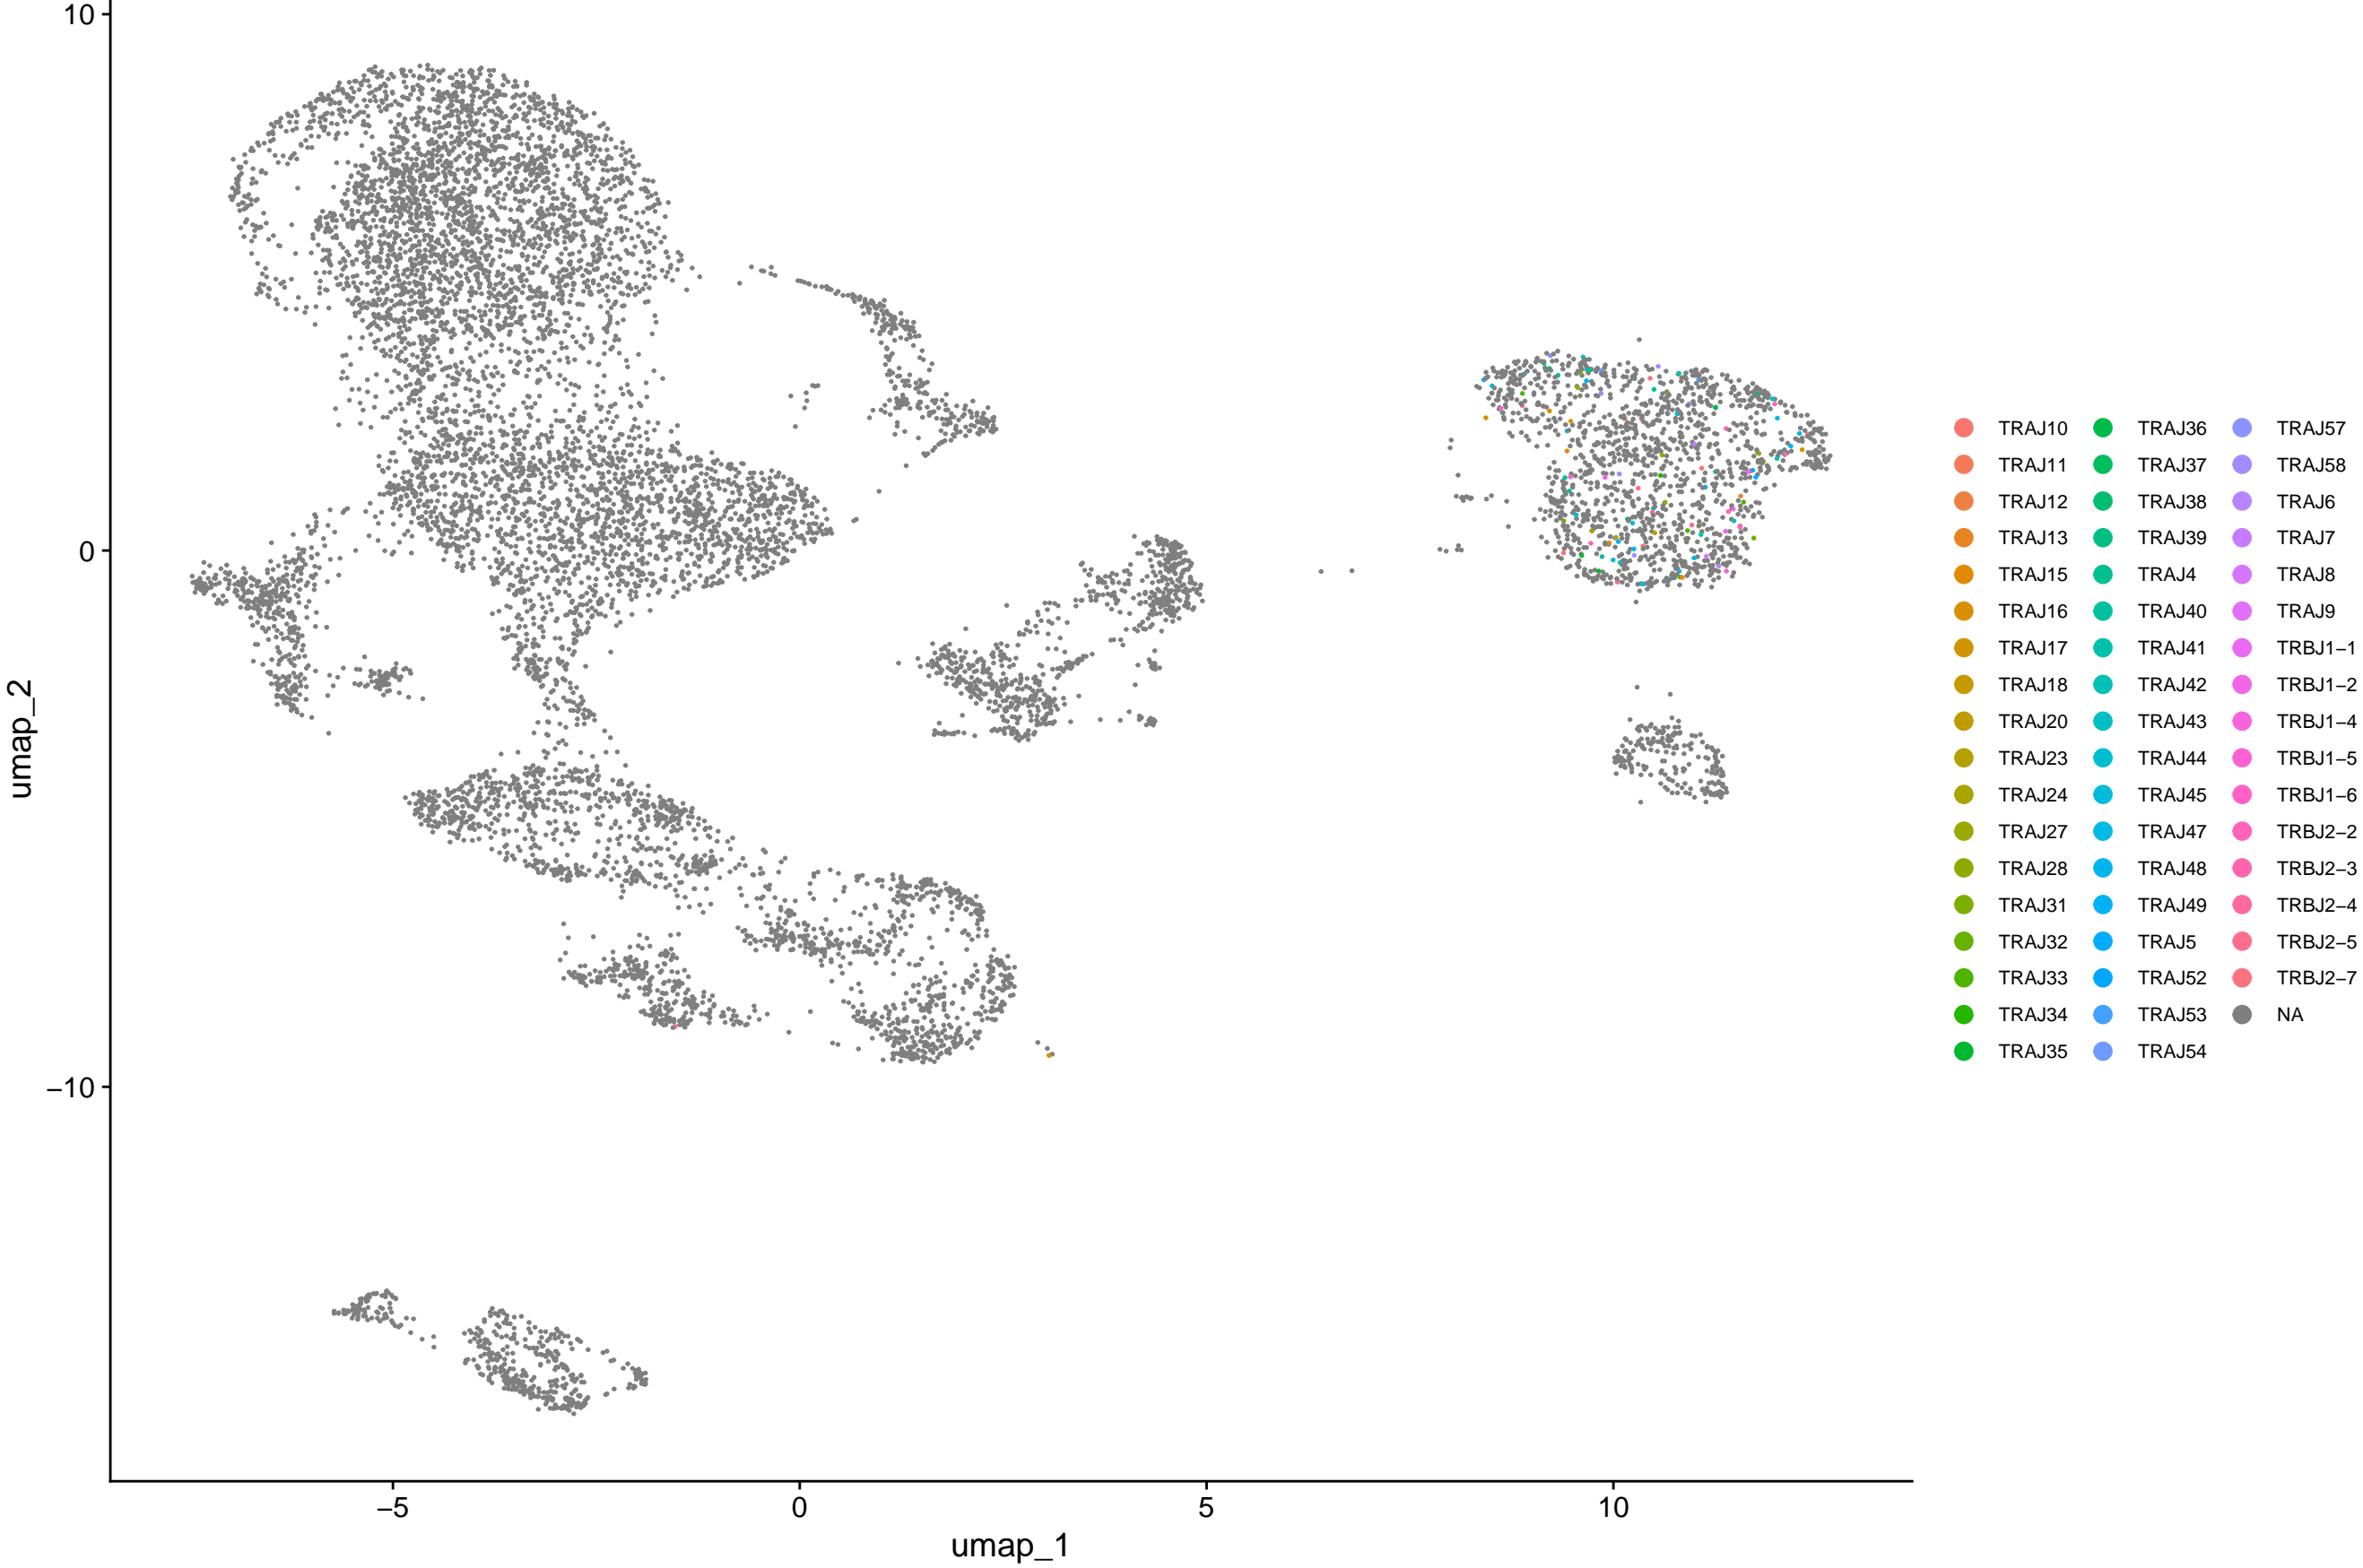 10
0
−10
umap_2
−5
0
5
10
umap_1
TRAJ10
TRAJ11
TRAJ12
TRAJ13
TRAJ15
TRAJ16
TRAJ17
TRAJ18
TRAJ20
TRAJ23
TRAJ24
TRAJ27
TRAJ28
TRAJ31
TRAJ32
TRAJ33
TRAJ34
TRAJ35
TRAJ36
TRAJ37
TRAJ38
TRAJ39
TRAJ4
TRAJ40
TRAJ41
TRAJ42
TRAJ43
TRAJ44
TRAJ45
TRAJ47
TRAJ48
TRAJ49
TRAJ5
TRAJ52
TRAJ53
TRAJ54
TRAJ57
TRAJ58
TRAJ6
TRAJ7
TRAJ8
TRAJ9
TRBJ1−1
TRBJ1−2
TRBJ1−4
TRBJ1−5
TRBJ1−6
TRBJ2−2
TRBJ2−3
TRBJ2−4
TRBJ2−5
TRBJ2−7
NA